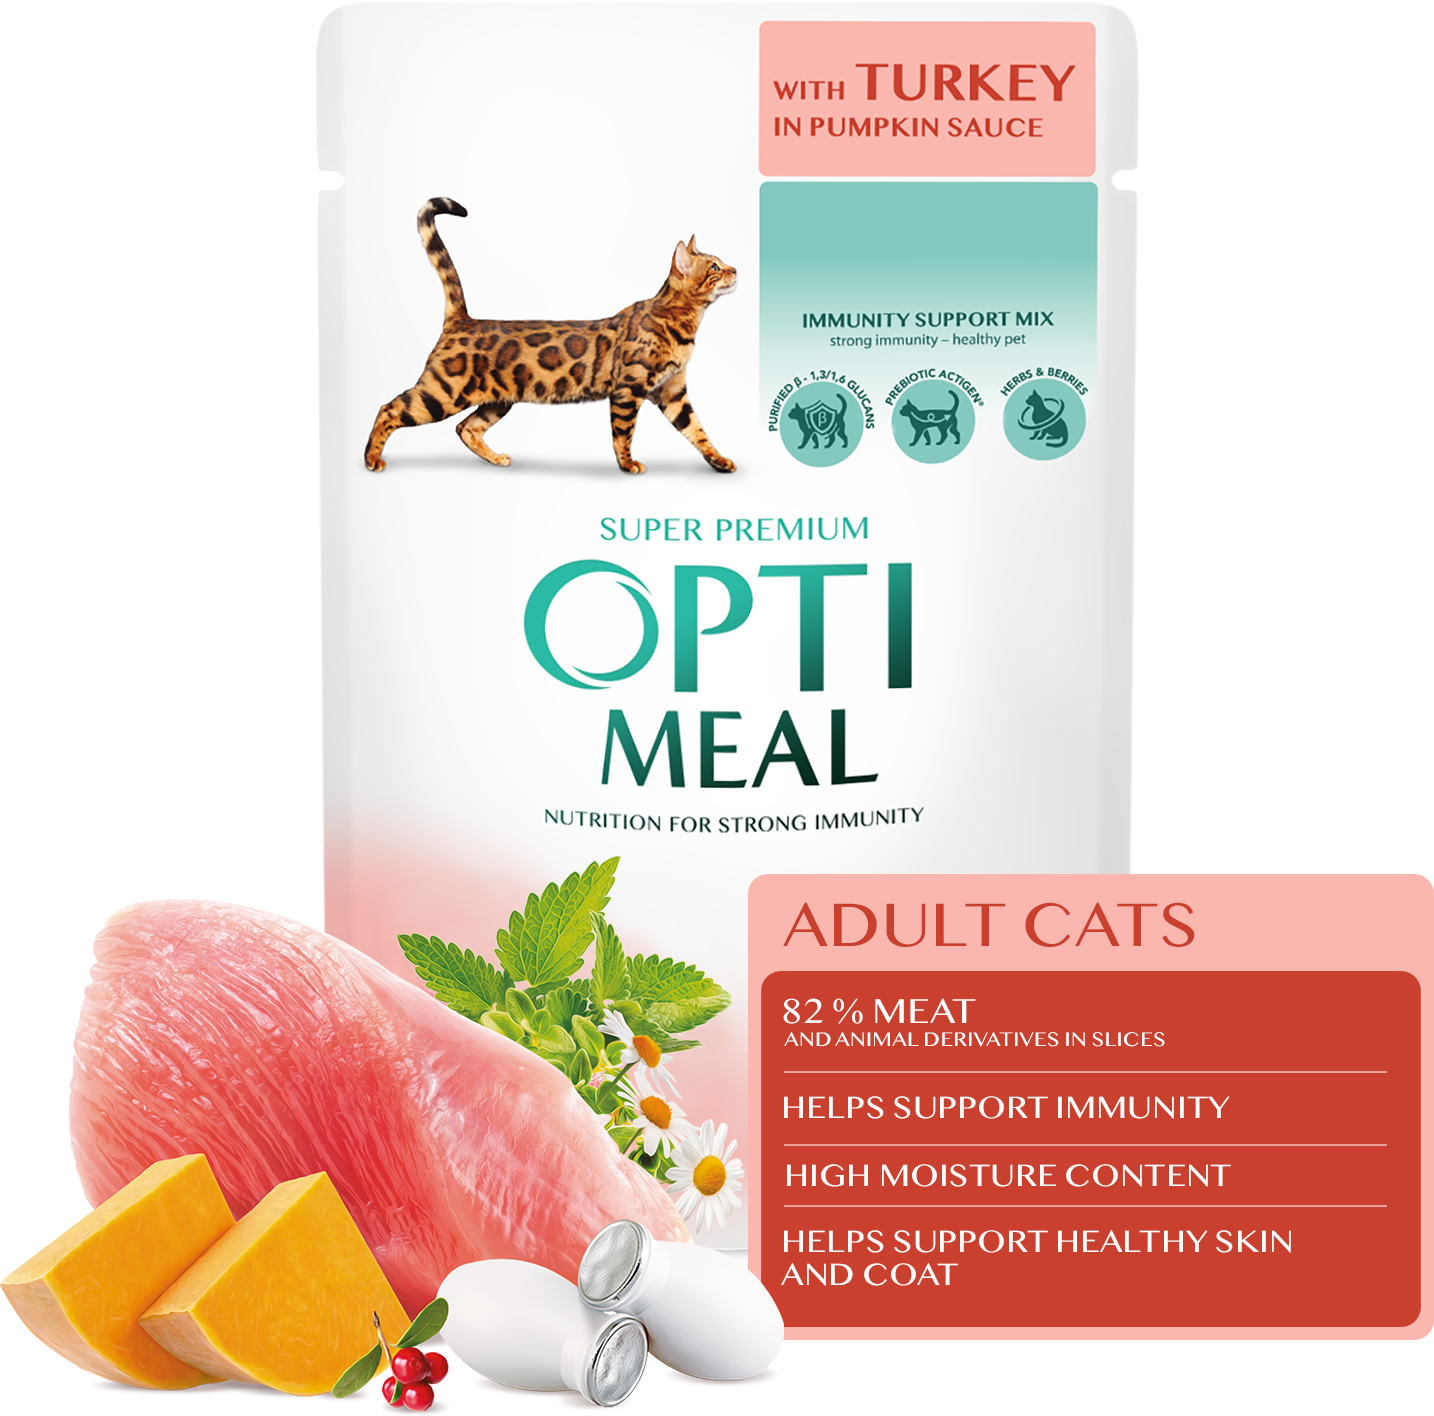 WITH TURKEY
IN PUMPKIN SAUCE
IMMUNITY SUPPORT MIX
strong immunity – healthy pet
PURIFIED β - 1,3/1,6 GLUCANS
PREBIOTIC ACTIGEN®
HERBS & BERRIES
β
SUPER PREMIUM
OPTI
MEAL
NUTRITION FOR STRONG IMMUNITY
ADULT CATS
82 % MEAT
AND ANIMAL DERIVATIVES IN SLICES
HELPS SUPPORT IMMUNITY
HIGH MOISTURE CONTENT
HELPS SUPPORT HEALTHY SKIN
AND COAT